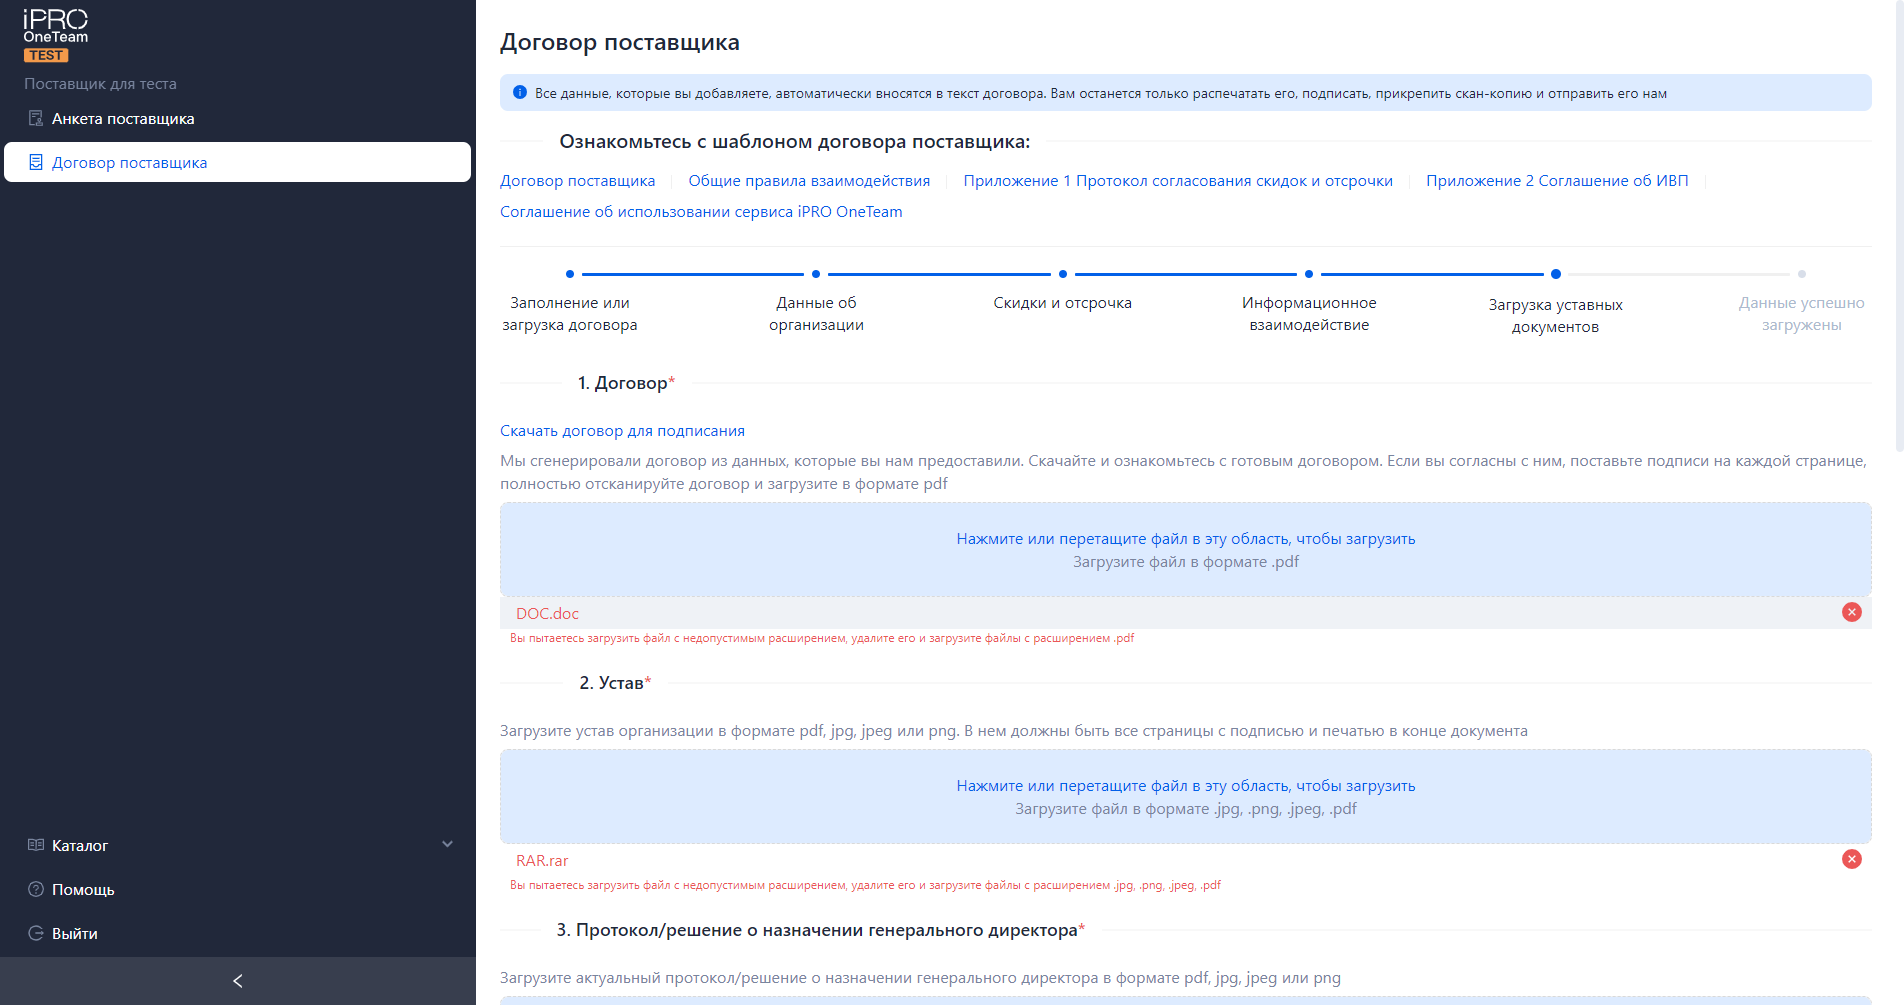 iPRO
OneTeam
TEST
Поставщик для теста
Анкета поставщика
Договор поставщика
Каталог
Помощь
Выйти
Договор поставщика
Все данные, которые вы добавляете, автоматически вносятся в текст договора. Вам останется только распечатать его, подписать, прикрепить скан-копию и отправить его нам
Ознакомьтесь с шаблоном договора поставщика:
Договор поставщика
Общие правила взаимодействия
Приложение 1 Протокол согласования скидок и отсрочки
Приложение 2 Соглашение об ИВП
Соглашение об использовании сервиса iPRO OneTeam
Заполнение или
загрузка договора
Данные об
организации
Скидки и отсрочка
Информационное
взаимодействие
Загрузка уставных
документов
Данные успешно
загружены
1. Договор*
Скачать договор для подписания
Мы сгенерировали договор из данных, которые вы нам предоставили. Скачайте и ознакомьтесь с готовым договором. Если вы согласны с ним, поставьте подписи на каждой странице,
полностью отсканируйте договор и загрузите в формате pdf
Нажмите или перетащите файл в эту область, чтобы загрузить
Загрузите файл в формате .pdf
DOC.doc
Вы пытаетесь загрузить файл с недопустимым расширением, удалите его и загрузите файлы с расширением .pdf
2. Устав*
Загрузите устав организации в формате pdf, jpg, jpeg или png. В нем должны быть все страницы с подписью и печатью в конце документа
Нажмите или перетащите файл в эту область, чтобы загрузить
Загрузите файл в формате .jpg, .png, .jpeg, .pdf
RAR.rar
Вы пытаетесь загрузить файл с недопустимым расширением, удалите его и загрузите файлы с расширением .jpg, .png, .jpeg, .pdf
3. Протокол/решение о назначении генерального директора*
Загрузите актуальный протокол/решение о назначении генерального директора в формате pdf, jpg, jpeg или png